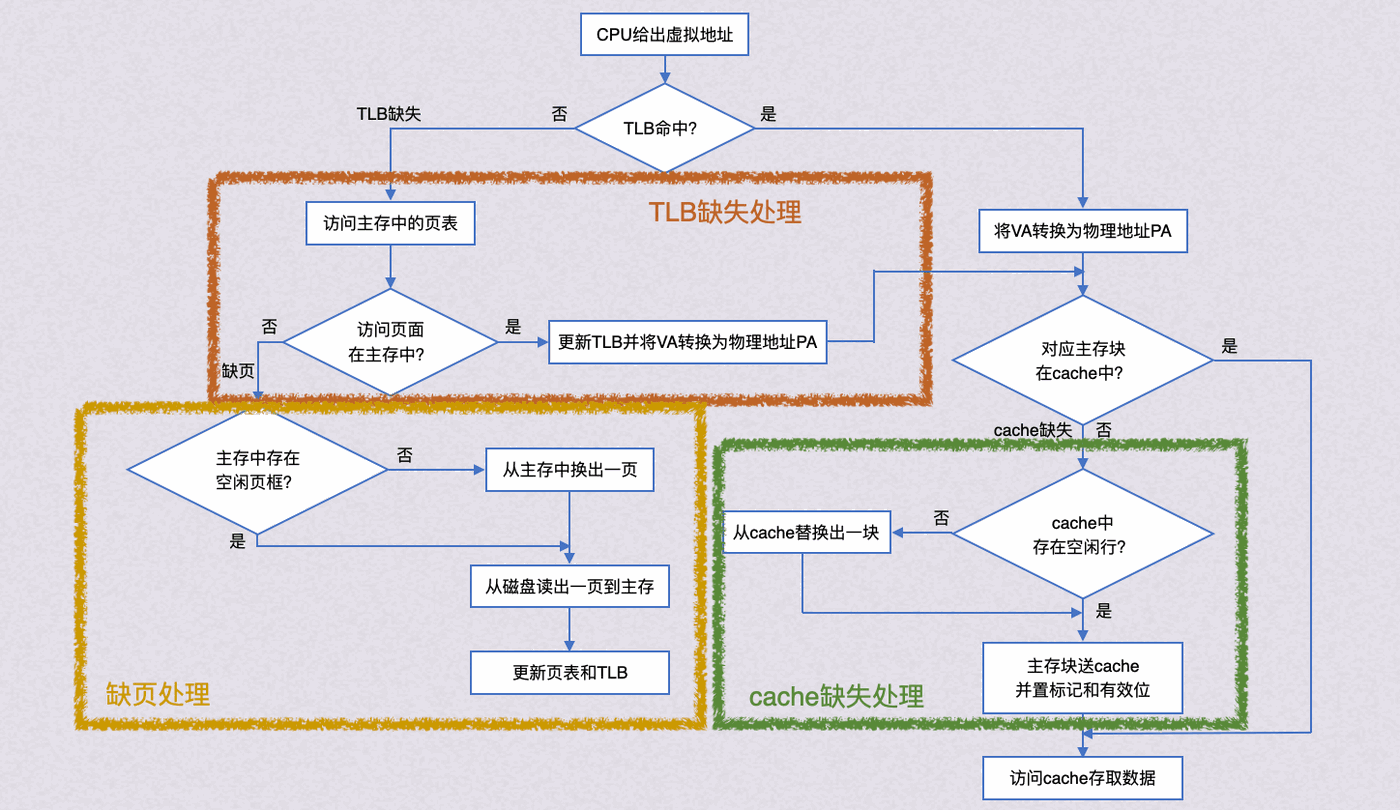 CPU给出虚拟地址
TLB命中?
TLB缺失
否
是
TLB缺失处理
访问主存中的页表
将VA转换为物理地址PA
访问页面
在主存中?
否
是
缺页
更新TLB并将VA转换为物理地址PA
对应主存块
在cache中?
是
cache缺失
否
主存中存在
空闲页框?
否
是
从主存中换出一页
从磁盘读出一页到主存
更新页表和TLB
缺页处理
cache中
存在空闲行?
否
是
从cache替换出一块
主存块送cache
并置标记和有效位
cache缺失处理
访问cache存取数据